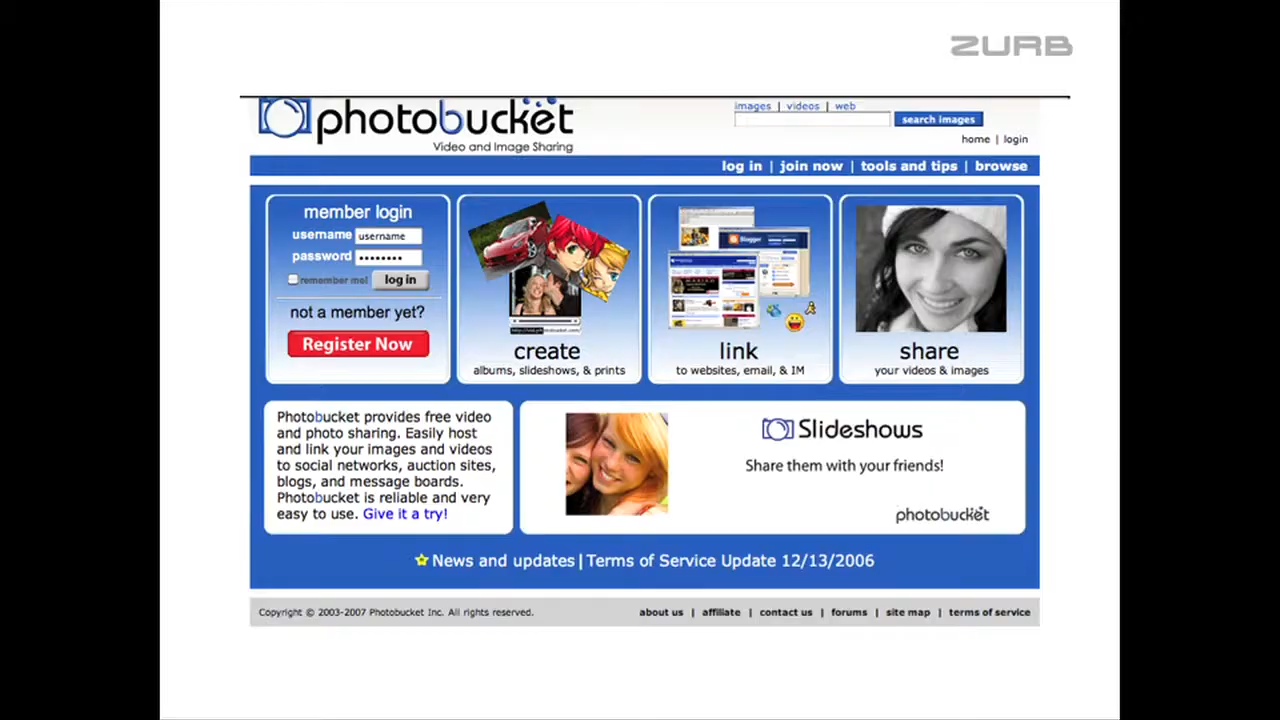 ZURB
photobucket
Video and Image Sharing
images | videos | web
search images
home | login
log in | join now | tools and tips | browse
member login
username username
password ••••••••
remember me! log in
not a member yet?
Register Now
Blogger
create
albums, slideshows, & prints
link
to websites, email, & IM
share
your videos & images
Photobucket provides free video
and photo sharing. Easily host
and link your images and videos
to social networks, auction sites,
blogs, and message boards.
Photobucket is reliable and very
easy to use. Give it a try!
Slideshows
Share them with your friends!
photobucket
News and updates | Terms of Service Update 12/13/2006
Copyright © 2003-2007 Photobucket Inc. All rights reserved.
about us | affiliate | contact us | forums | site map | terms of service